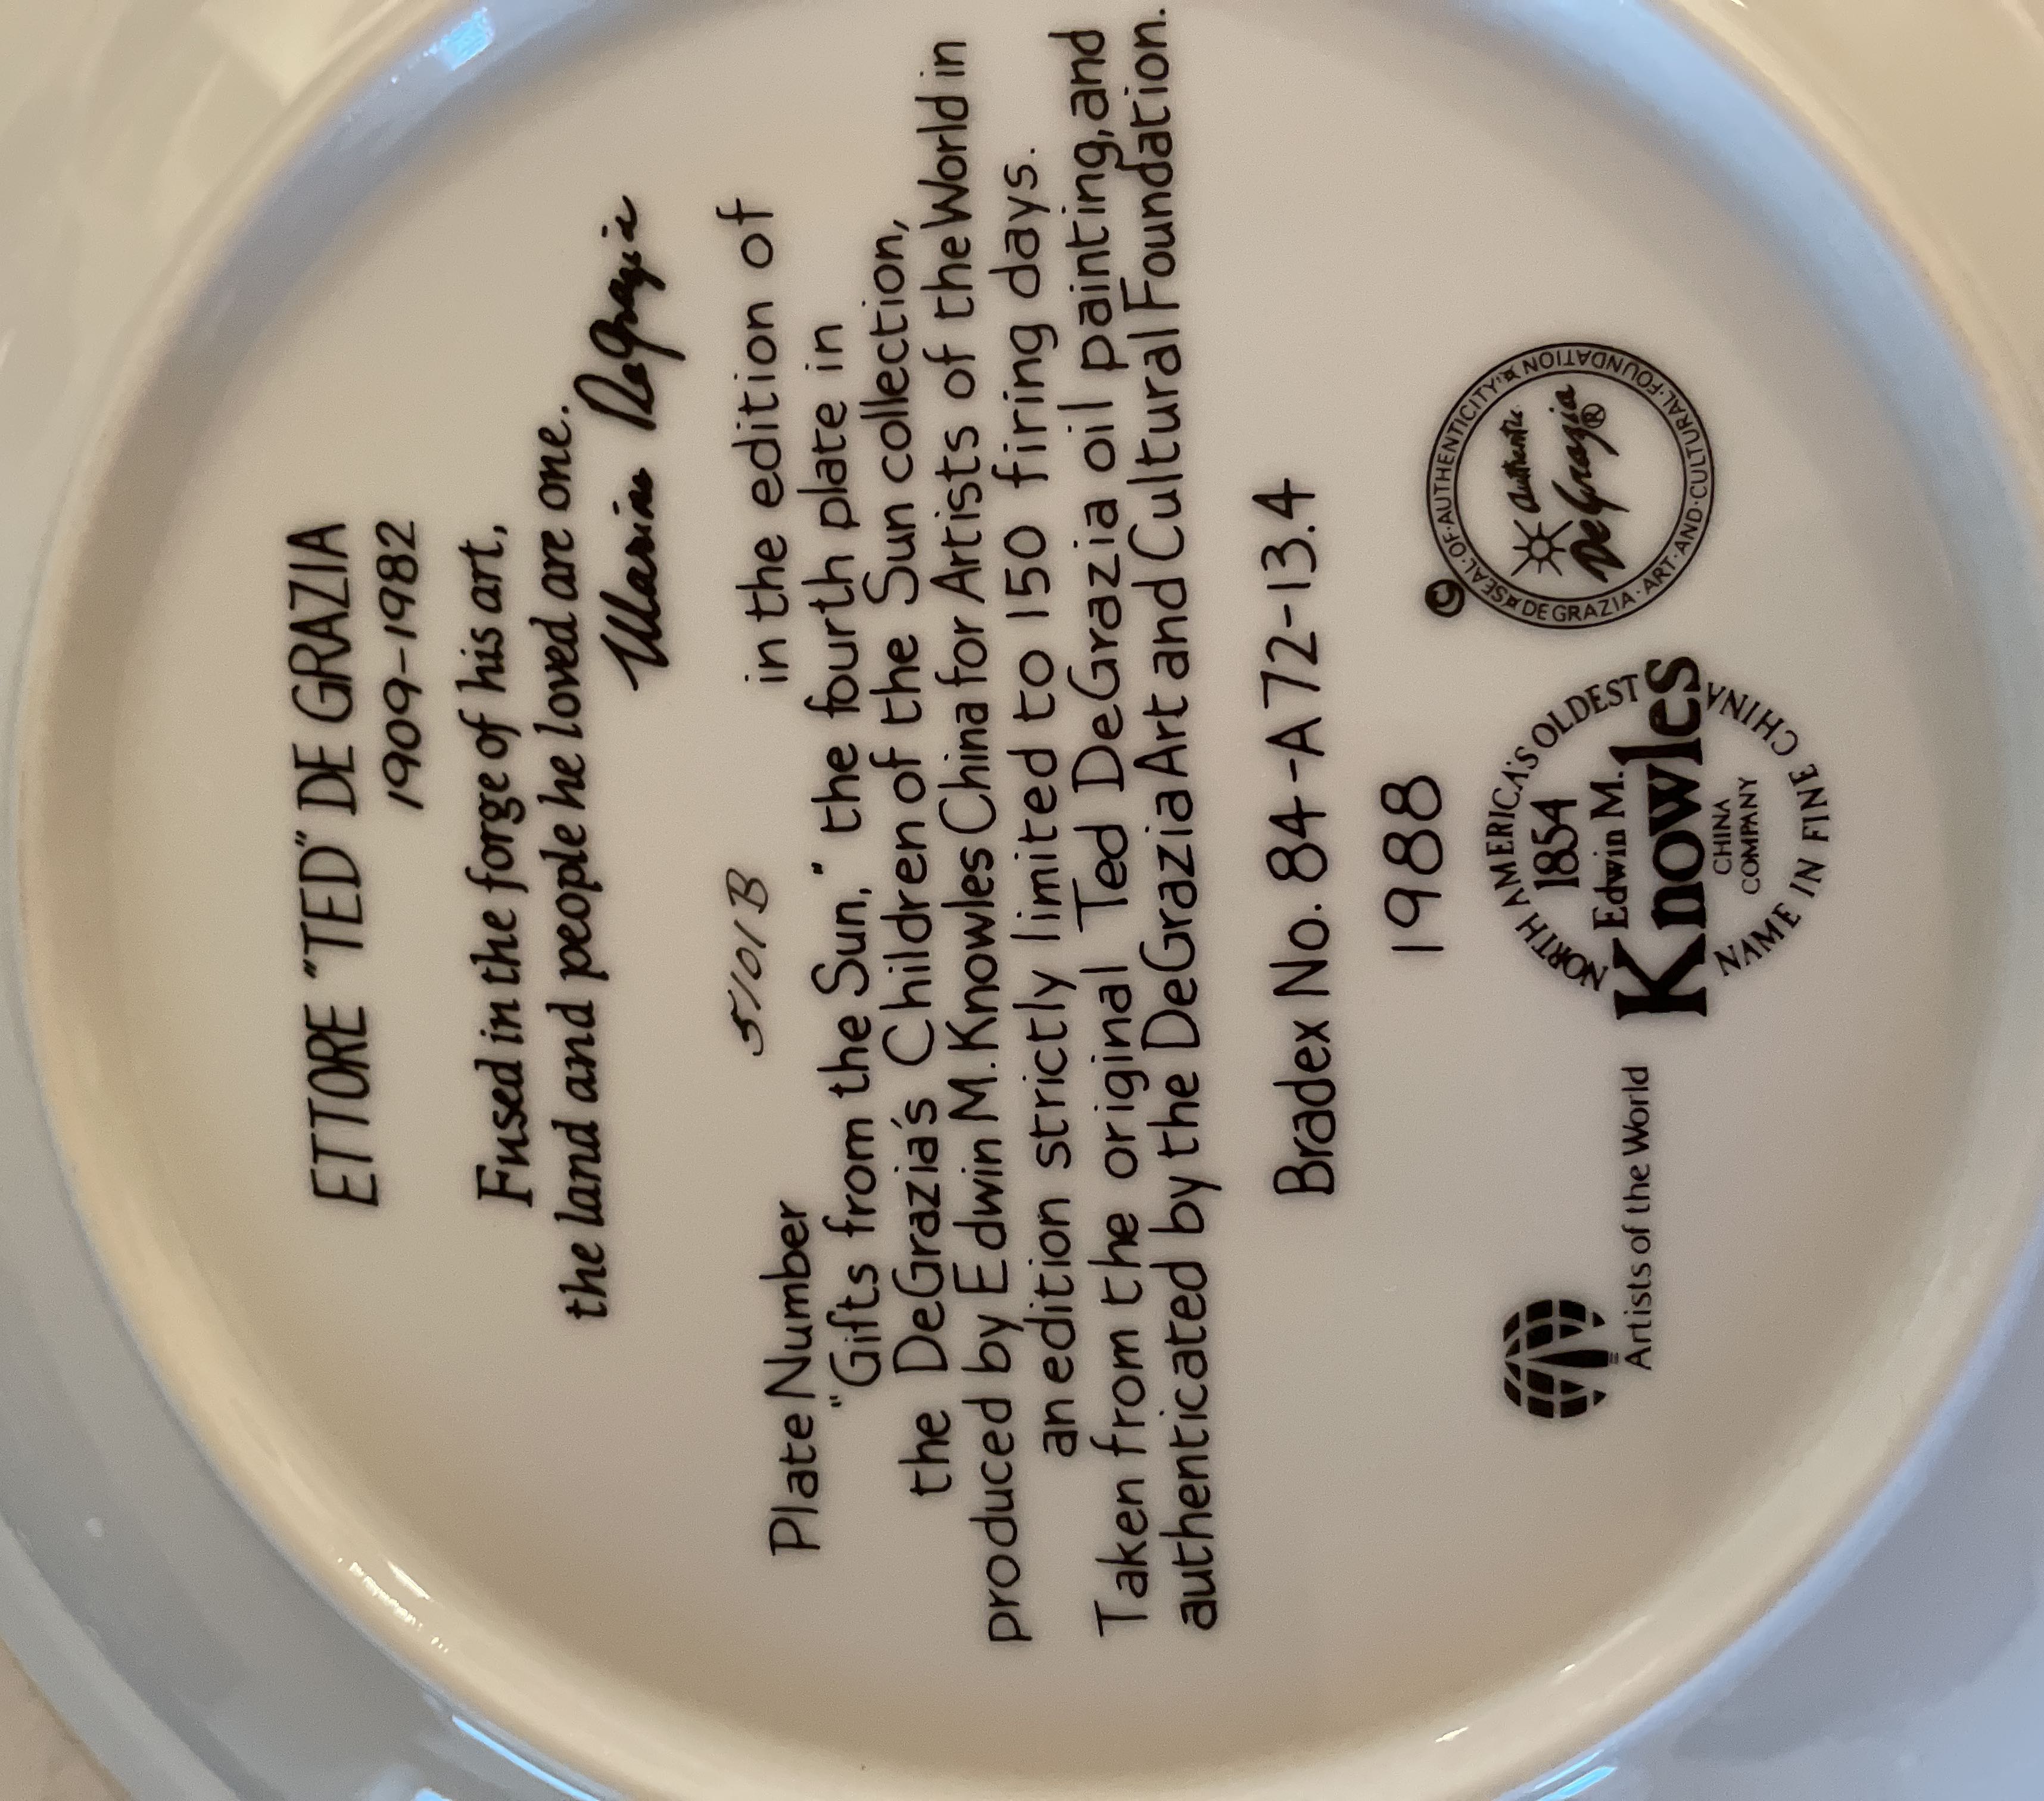 ETTORE "TED" DE GRAZIA
1909-1982
Fused in the forge of his art,
the land and people he loved are one.
Marion DeGrazia
Plate Number 5101B in the edition of
"Gifts from the Sun," the fourth plate in
the DeGrazia's Children of the Sun collection,
produced by Edwin M. Knowles China for Artists of the World in
an edition strictly limited to 150 firing days.
Taken from the original Ted DeGrazia oil painting, and
authenticated by the DeGrazia Art and Cultural Foundation.
Bradex No. 84-A72-13.4
1988
Artists of the World
NORTH AMERICA'S OLDEST
1854
Edwin M.
Knowles
CHINA
COMPANY
NAME IN FINE CHINA
©
SEAL·OF·AUTHENTICITY
DE GRAZIA·ART·AND·CULTURAL·FOUNDATION
Authentic
DeGrazia®